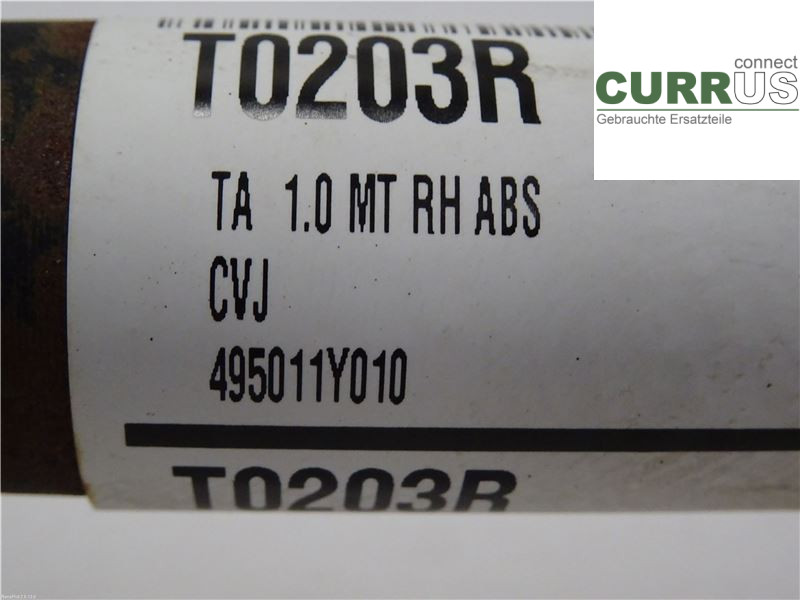 T0203R
connect
CURRUS
Gebrauchte Ersatzteile
TA 1.0 MT RH ABS
CVJ
495011Y010
T0203R